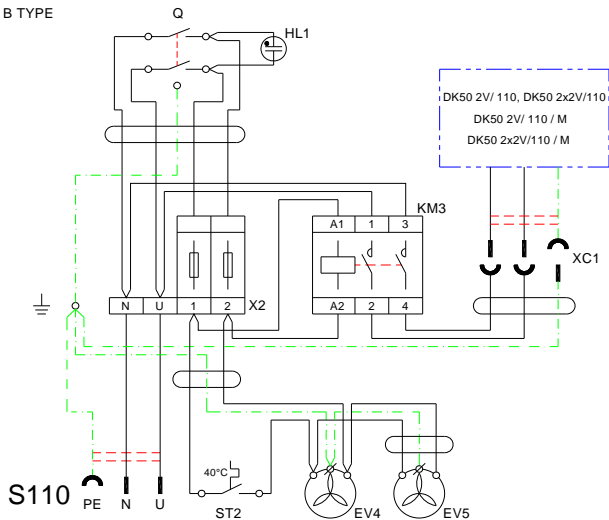 B TYPE
Q
HL1
DK50 2V/ 110, DK50 2x2V/110
DK50 2V/ 110 / M
DK50 2x2V/110 / M
KM3
A1 1 3
XC1
A2 2 4
N U 1 2 X2
40°C
S110 PE N U
ST2 EV4 EV5